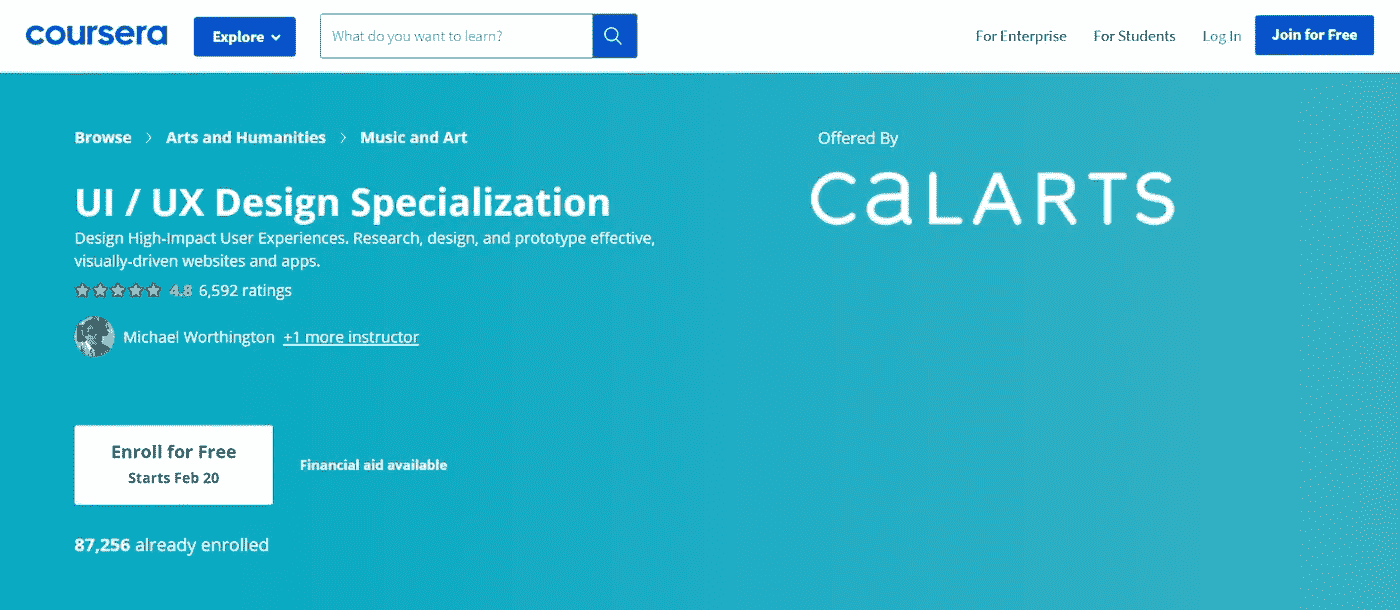 coursera Explore What do you want to learn? For Enterprise For Students Log In Join for Free
Browse > Arts and Humanities > Music and Art
UI / UX Design Specialization
Design High-Impact User Experiences. Research, design, and prototype effective,
visually-driven websites and apps.
4.8 6,592 ratings
Michael Worthington +1 more instructor
Enroll for Free
Starts Feb 20
Financial aid available
87,256 already enrolled
Offered By
CaLARTS